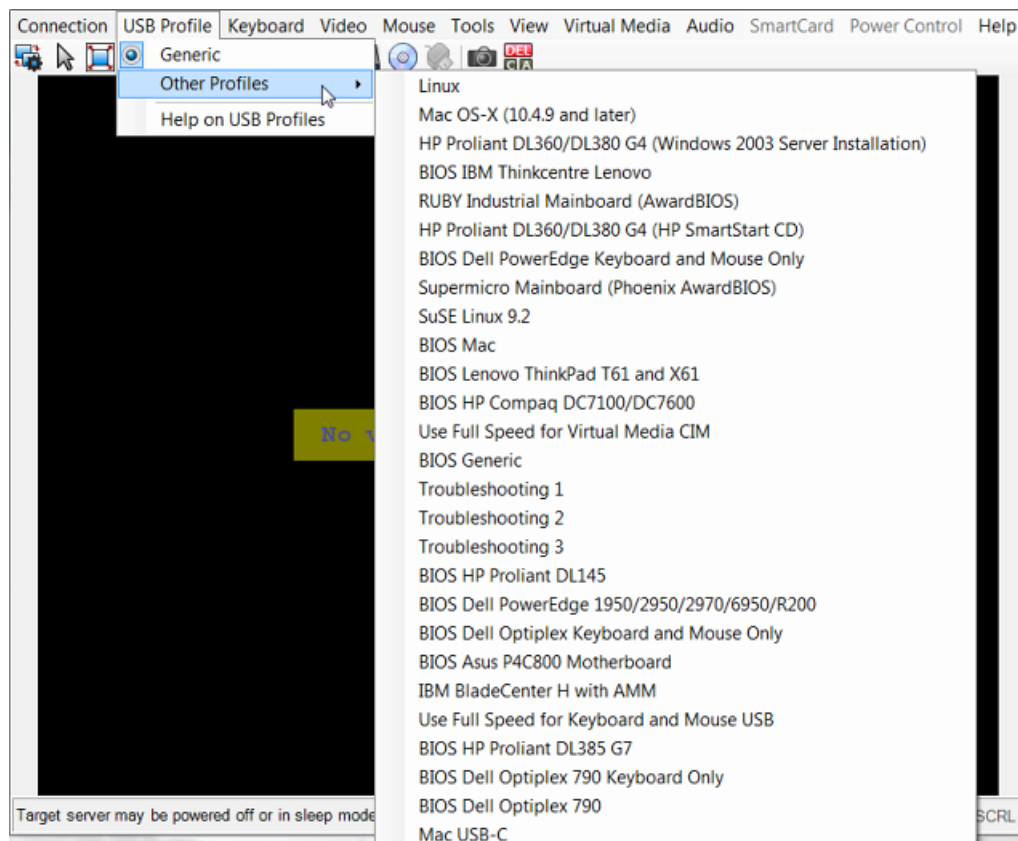 Connection USB Profile Keyboard Video Mouse Tools View Virtual Media Audio SmartCard Power Control Help
Generic
DEL
C A
Other Profiles
Help on USB Profiles
Linux
Mac OS-X (10.4.9 and later)
HP Proliant DL360/DL380 G4 (Windows 2003 Server Installation)
BIOS IBM Thinkcentre Lenovo
RUBY Industrial Mainboard (AwardBIOS)
HP Proliant DL360/DL380 G4 (HP SmartStart CD)
BIOS Dell PowerEdge Keyboard and Mouse Only
Supermicro Mainboard (Phoenix AwardBIOS)
SuSE Linux 9.2
BIOS Mac
BIOS Lenovo ThinkPad T61 and X61
BIOS HP Compaq DC7100/DC7600
Use Full Speed for Virtual Media CIM
BIOS Generic
Troubleshooting 1
Troubleshooting 2
Troubleshooting 3
BIOS HP Proliant DL145
BIOS Dell PowerEdge 1950/2950/2970/6950/R200
BIOS Dell Optiplex Keyboard and Mouse Only
BIOS Asus P4C800 Motherboard
IBM BladeCenter H with AMM
Use Full Speed for Keyboard and Mouse USB
BIOS HP Proliant DL385 G7
BIOS Dell Optiplex 790 Keyboard Only
BIOS Dell Optiplex 790
Mac USB-C
No
Target server may be powered off or in sleep mode
SCRL